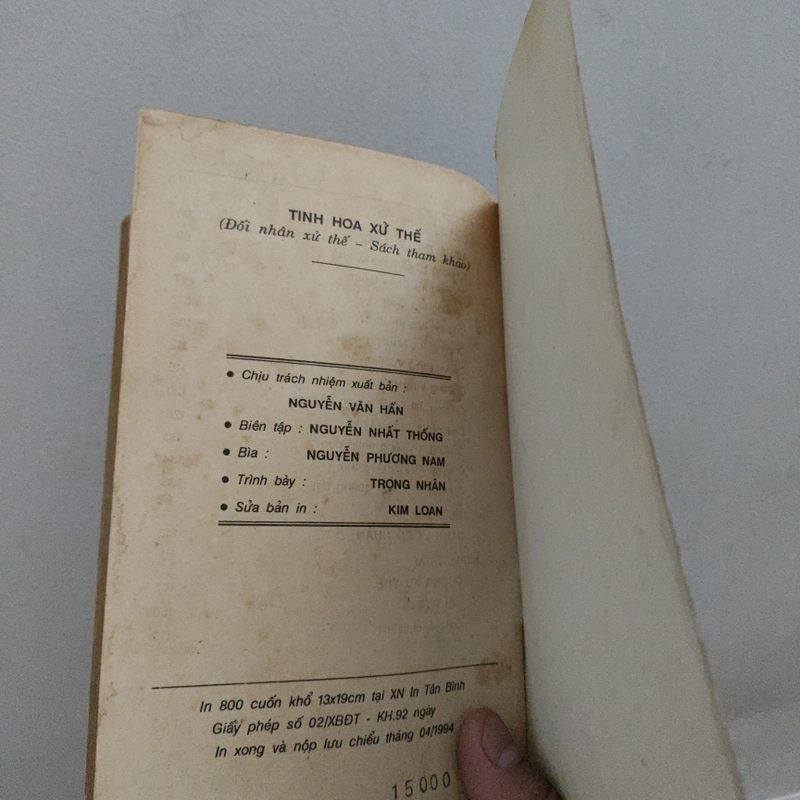 TINH HOA XỬ THẾ
(Đối nhân xử thế - Sách tham khảo)
• Chịu trách nhiệm xuất bản :
NGUYỄN VĂN HẤN
• Biên tập : NGUYỄN NHẤT THỐNG
• Bìa : NGUYỄN PHƯƠNG NAM
• Trình bày : TRỌNG NHÂN
• Sửa bản in : KIM LOAN
In 800 cuốn khổ 13x19cm tại XN In Tân Bình
Giấy phép số 02/XBĐT - KH.92 ngày
In xong và nộp lưu chiểu tháng 04/1994
15000